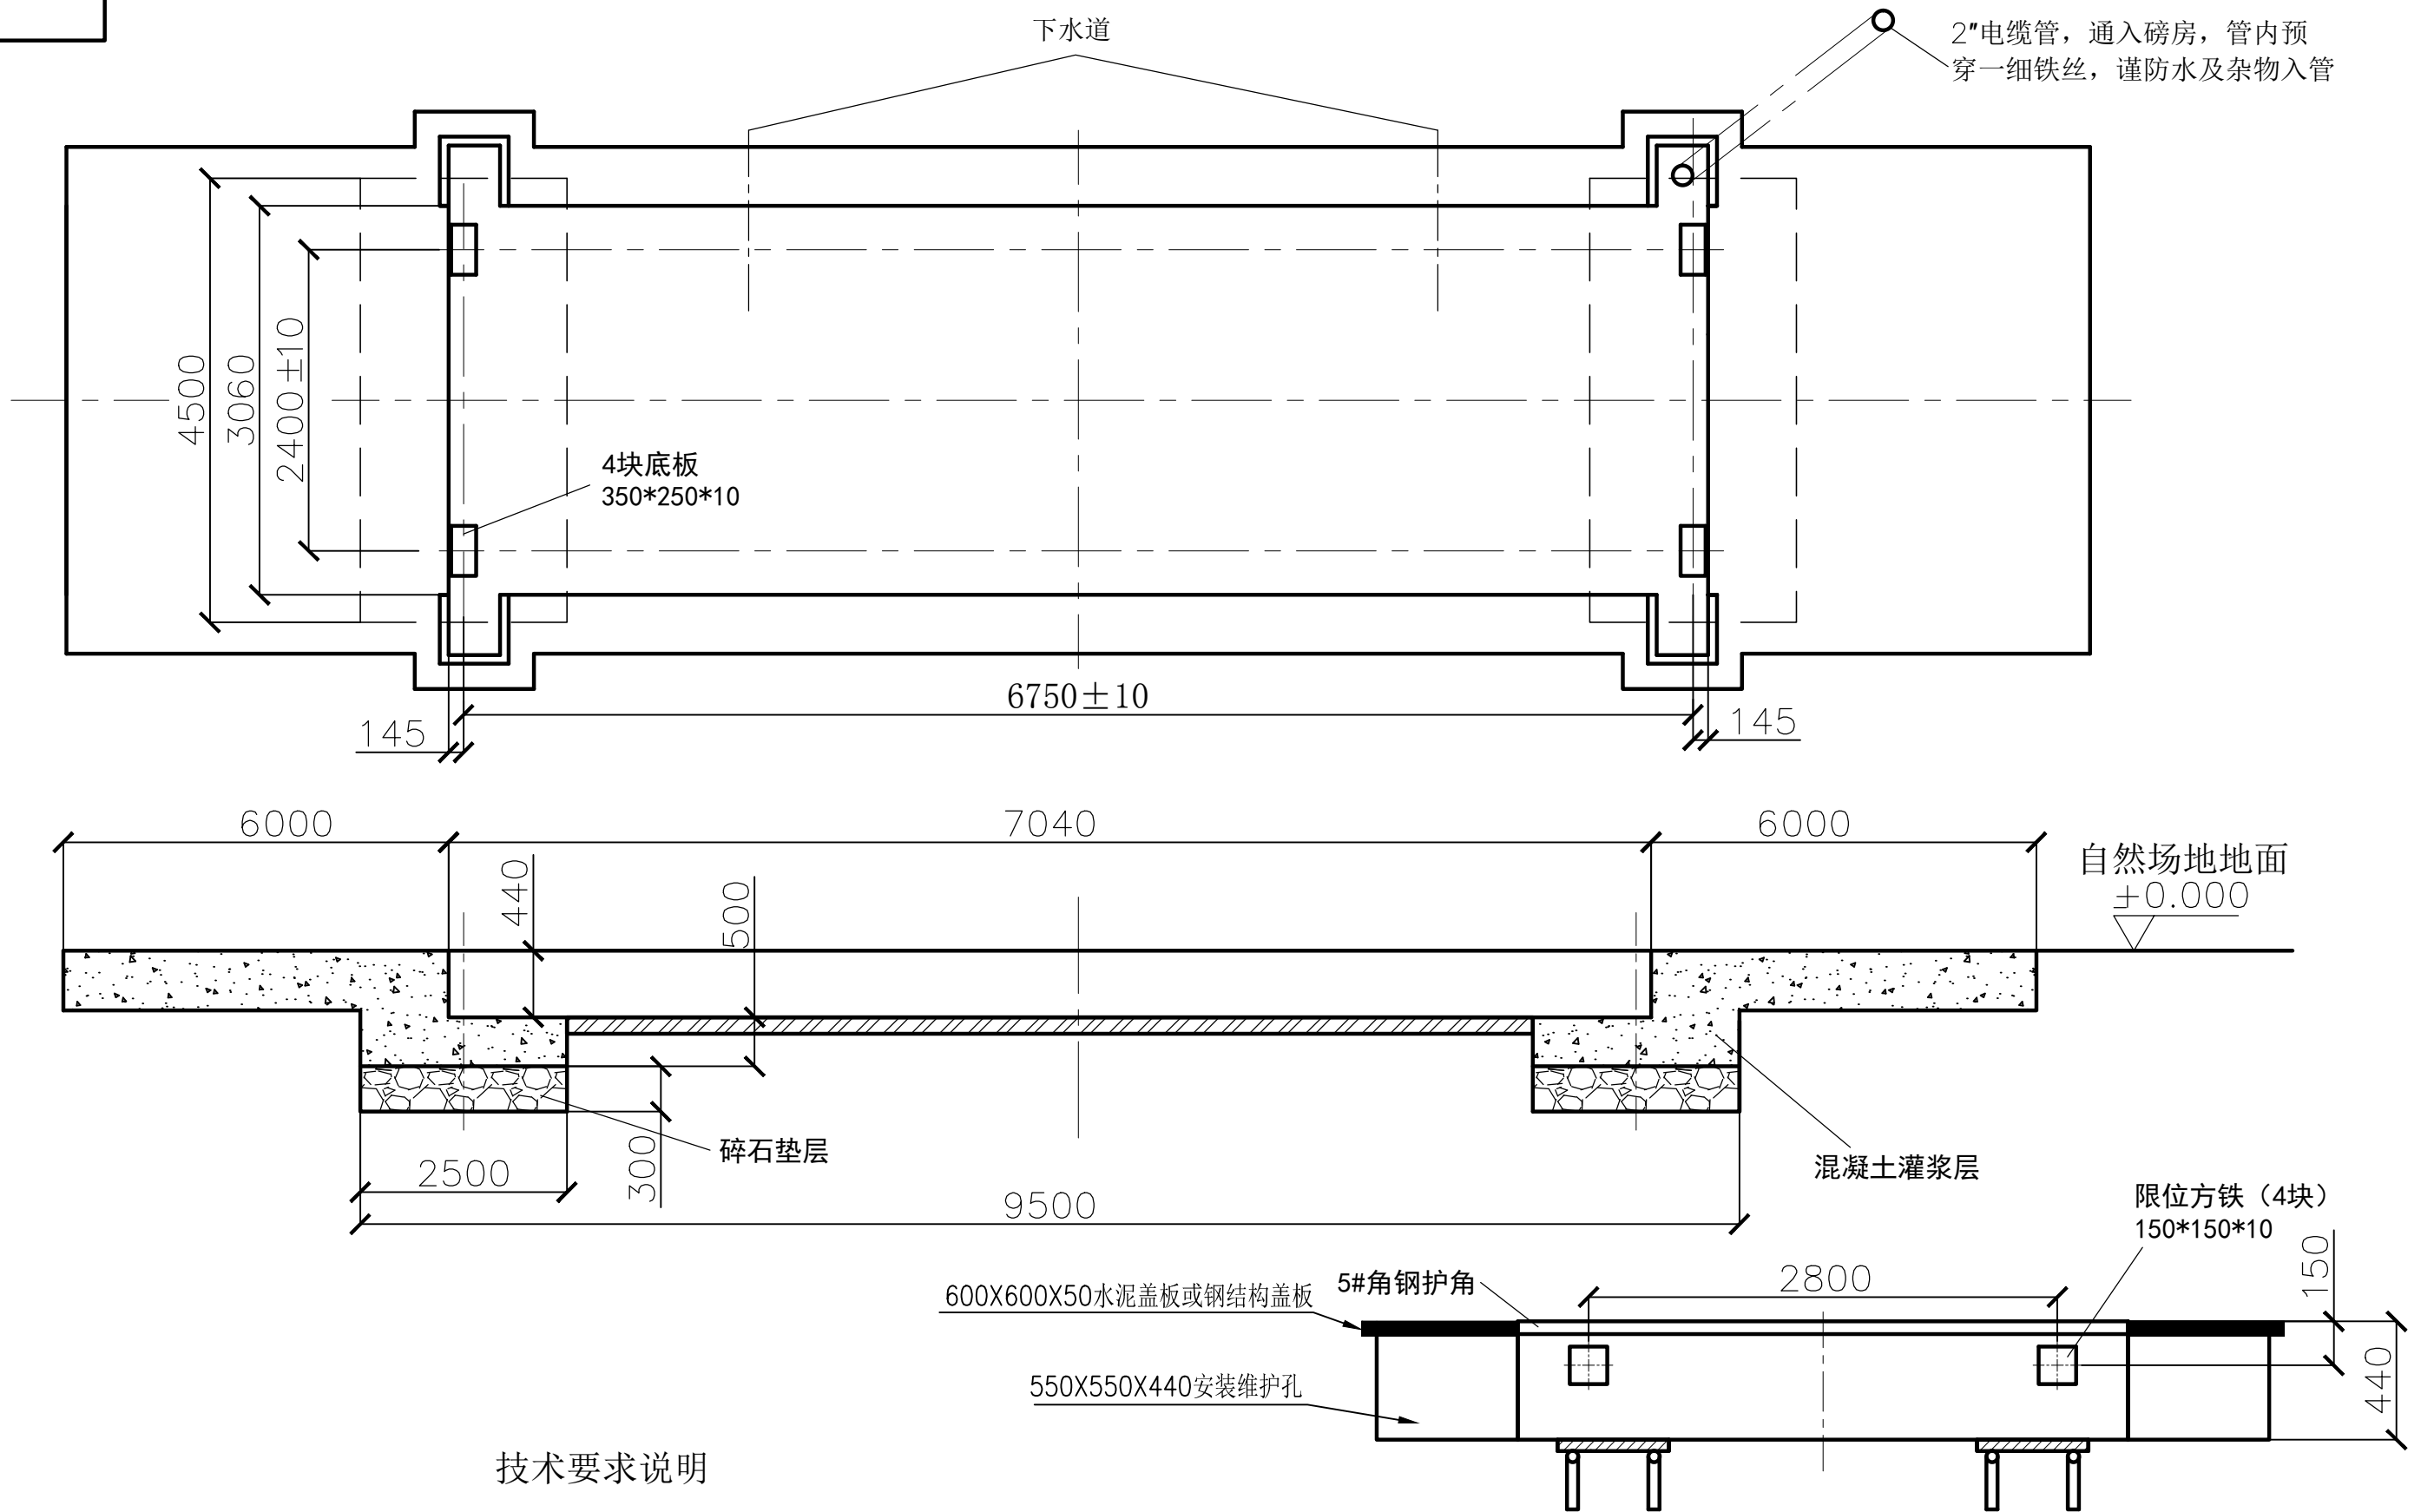 下水道
2"电缆管，通入磅房，管内预
穿一细铁丝，谨防水及杂物入管
4500
3060
2400±10
4块底板
350*250*10
6750±10
145
145
6000
7040
6000
440
500
自然场地地面
±0.000
碎石垫层
300
2500
混凝土灌浆层
9500
限位方铁（4块）
150*150*10
600X600X50水泥盖板或钢结构盖板
5#角钢护角
2800
150
550X550X440安装维护孔
440
技术要求说明